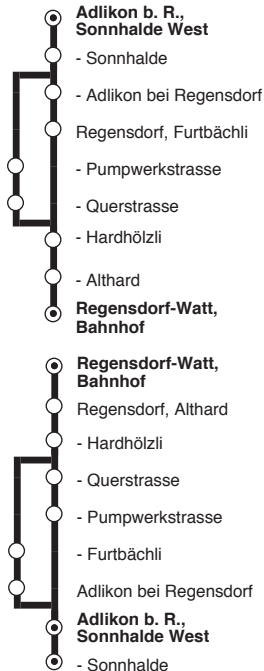 Adlikon b. R.,
Sonnhalde West
- Sonnhalde
- Adlikon bei Regensdorf
Regensdorf, Furtbächli
- Pumpwerkstrasse
- Querstrasse
- Hardhölzli
- Althard
Regensdorf-Watt,
Bahnhof
Regensdorf-Watt,
Bahnhof
Regensdorf, Althard
- Hardhölzli
- Querstrasse
- Pumpwerkstrasse
- Furtbächli
Adlikon bei Regensdorf
Adlikon b. R.,
Sonnhalde West
- Sonnhalde